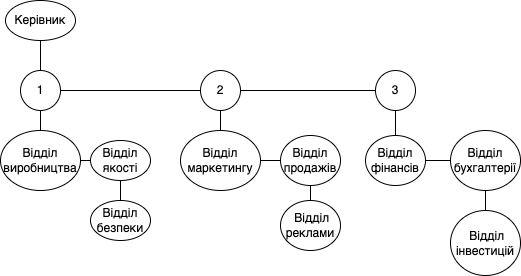 Керівник
1
2
3
Відділ
виробництва
Відділ
якості
Відділ
безпеки
Відділ
маркетингу
Відділ
продажів
Відділ
реклами
Відділ
фінансів
Відділ
бухгалтерії
Відділ
інвестицій